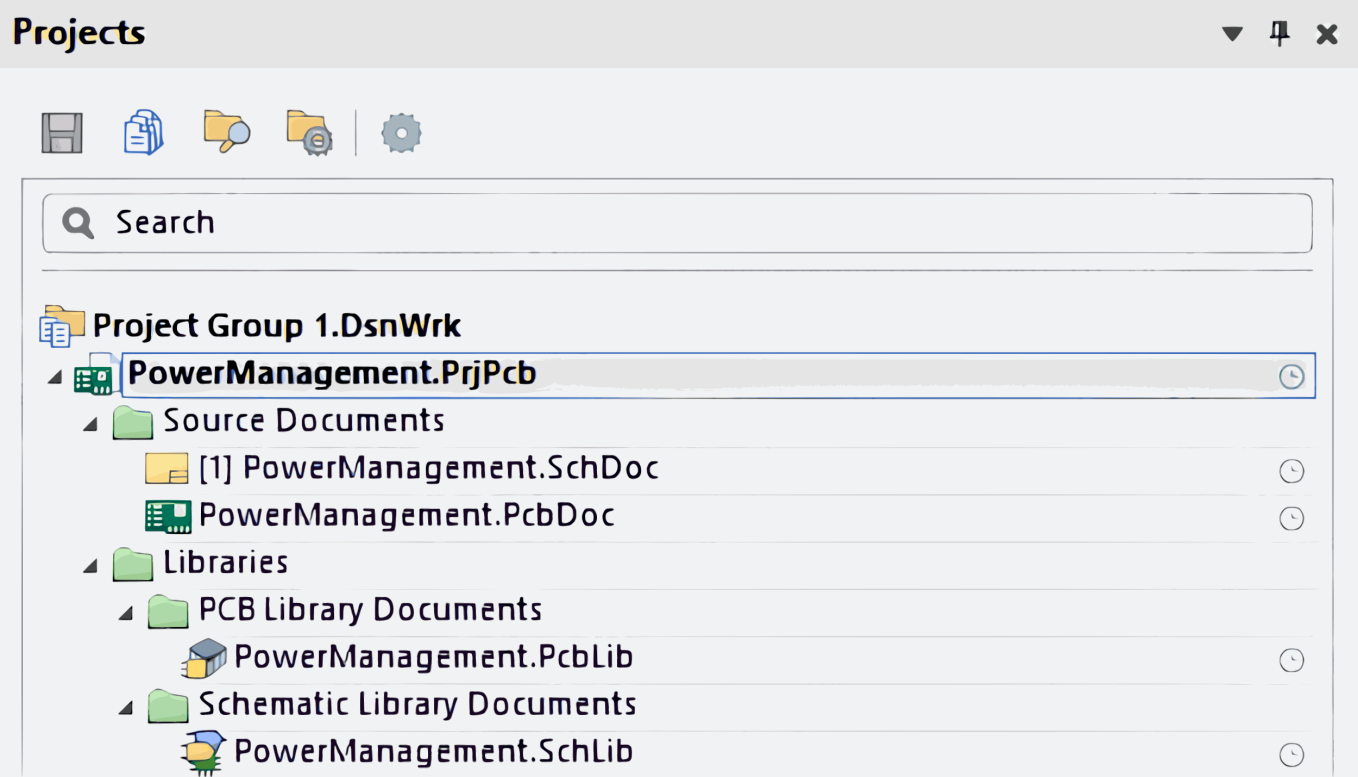 Projects
Search
Project Group 1.DsnWrk
PowerManagement.PrjPcb
Source Documents
[1] PowerManagement.SchDoc
PowerManagement.PcbDoc
Libraries
PCB Library Documents
PowerManagement.PcbLib
Schematic Library Documents
PowerManagement.SchLib